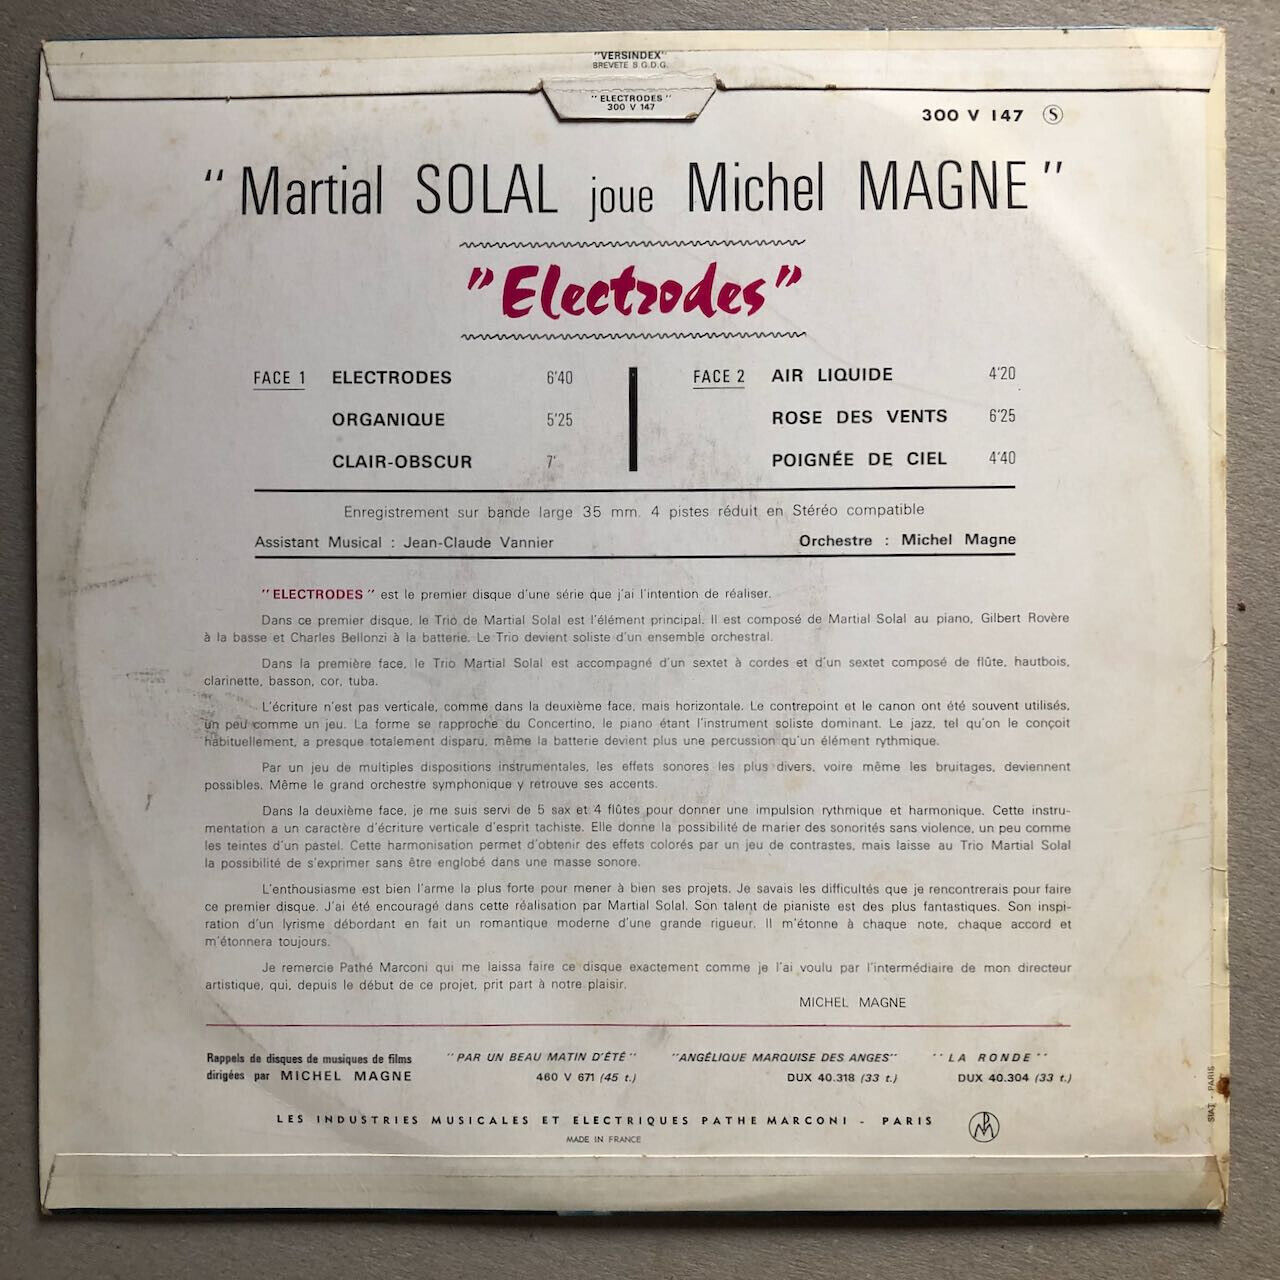 "VERSINDEX"
BREVETE S.G.D.G.
"ELECTRODES"
300 V 147
300 V 147 Ⓢ
" Martial SOLAL joue Michel MAGNE "
"Electrodes"
FACE 1 ELECTRODES 6'40
ORGANIQUE 5'25
CLAIR-OBSCUR 7'
FACE 2 AIR LIQUIDE 4'20
ROSE DES VENTS 6'25
POIGNÉE DE CIEL 4'40
Enregistrement sur bande large 35 mm. 4 pistes réduit en Stéréo compatible
Assistant Musical : Jean-Claude Vannier Orchestre : Michel Magne
"ELECTRODES" est le premier disque d'une série que j'ai l'intention de réaliser.
Dans ce premier disque, le Trio de Martial Solal est l'élément principal. Il est composé de Martial Solal au piano, Gilbert Rovère
à la basse et Charles Bellonzi à la batterie. Le Trio devient soliste d'un ensemble orchestral.
Dans la première face, le Trio Martial Solal est accompagné d'un sextet à cordes et d'un sextet composé de flûte, hautbois,
clarinette, basson, cor, tuba.
L'écriture n'est pas verticale, comme dans la deuxième face, mais horizontale. Le contrepoint et le canon ont été souvent utilisés,
un peu comme un jeu. La forme se rapproche du Concertino, le piano étant l'instrument soliste dominant. Le jazz, tel qu'on le conçoit
habituellement, a presque totalement disparu, même la batterie devient plus une percussion qu'un élément rythmique.
Par un jeu de multiples dispositions instrumentales, les effets sonores les plus divers, voire même les bruitages, deviennent
possibles. Même le grand orchestre symphonique y retrouve ses accents.
Dans la deuxième face, je me suis servi de 5 sax et 4 flûtes pour donner une impulsion rythmique et harmonique. Cette instru-
mentation a un caractère d'écriture verticale d'esprit tachiste. Elle donne la possibilité de marier des sonorités sans violence, un peu comme
les teintes d'un pastel. Cette harmonisation permet d'obtenir des effets colorés par un jeu de contrastes, mais laisse au Trio Martial Solal
la possibilité de s'exprimer sans être englobé dans une masse sonore.
L'enthousiasme est bien l'arme la plus forte pour mener à bien ses projets. Je savais les difficultés que je rencontrerais pour faire
ce premier disque. J'ai été encouragé dans cette réalisation par Martial Solal. Son talent de pianiste est des plus fantastiques. Son inspi-
ration d'un lyrisme débordant en fait un romantique moderne d'une grande rigueur. Il m'étonne à chaque note, chaque accord et
m'étonnera toujours.
Je remercie Pathé Marconi qui me laissa faire ce disque exactement comme je l'ai voulu par l'intermédiaire de mon directeur
artistique, qui, depuis le début de ce projet, prit part à notre plaisir.
MICHEL MAGNE
Rappels de disques de musiques de films
dirigées par MICHEL MAGNE
"PAR UN BEAU MATIN D'ÉTÉ"
460 V 671 (45 t.)
"ANGÉLIQUE MARQUISE DES ANGES"
DUX 40.318 (33 t.)
"LA RONDE"
DUX 40.304 (33 t.)
LES INDUSTRIES MUSICALES ET ELECTRIQUES PATHE MARCONI - PARIS
PM
MADE IN FRANCE
SIAT - PARIS